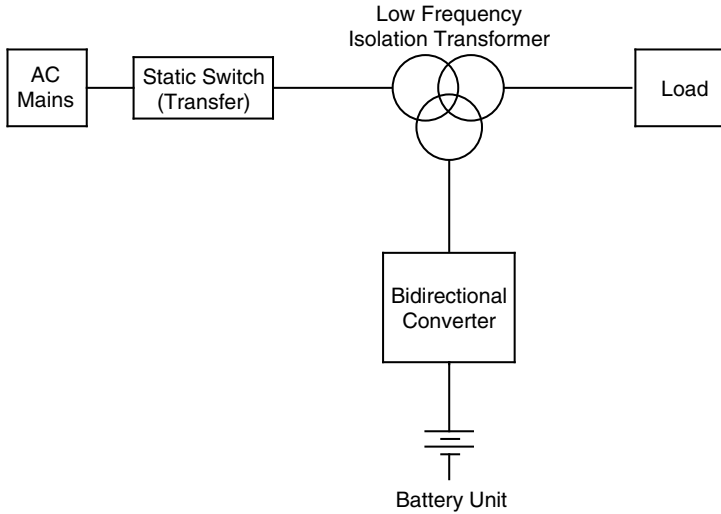 Low Frequency
Isolation Transformer
AC
Mains
Static Switch
(Transfer)
Load
Bidirectional
Converter
Battery Unit